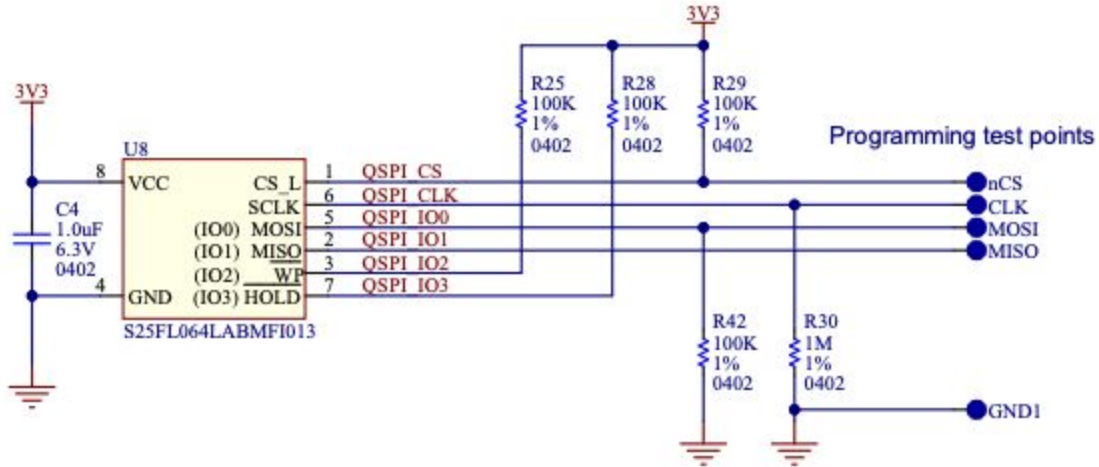 3V3
3V3
R25
100K
1%
0402
R28
100K
1%
0402
R29
100K
1%
0402
Programming test points
U8
8
VCC
4
GND
C4
1.0uF
6.3V
0402
CS_L
1
QSPI_CS
SCLK
6
QSPI_CLK
(IO0) MOSI
5
QSPI_IO0
(IO1) MISO
2
QSPI_IO1
(IO2) WP
3
QSPI_IO2
(IO3) HOLD
7
QSPI_IO3
S25FL064LABMFI013
nCS
CLK
MOSI
MISO
R42
100K
1%
0402
R30
1M
1%
0402
GND1